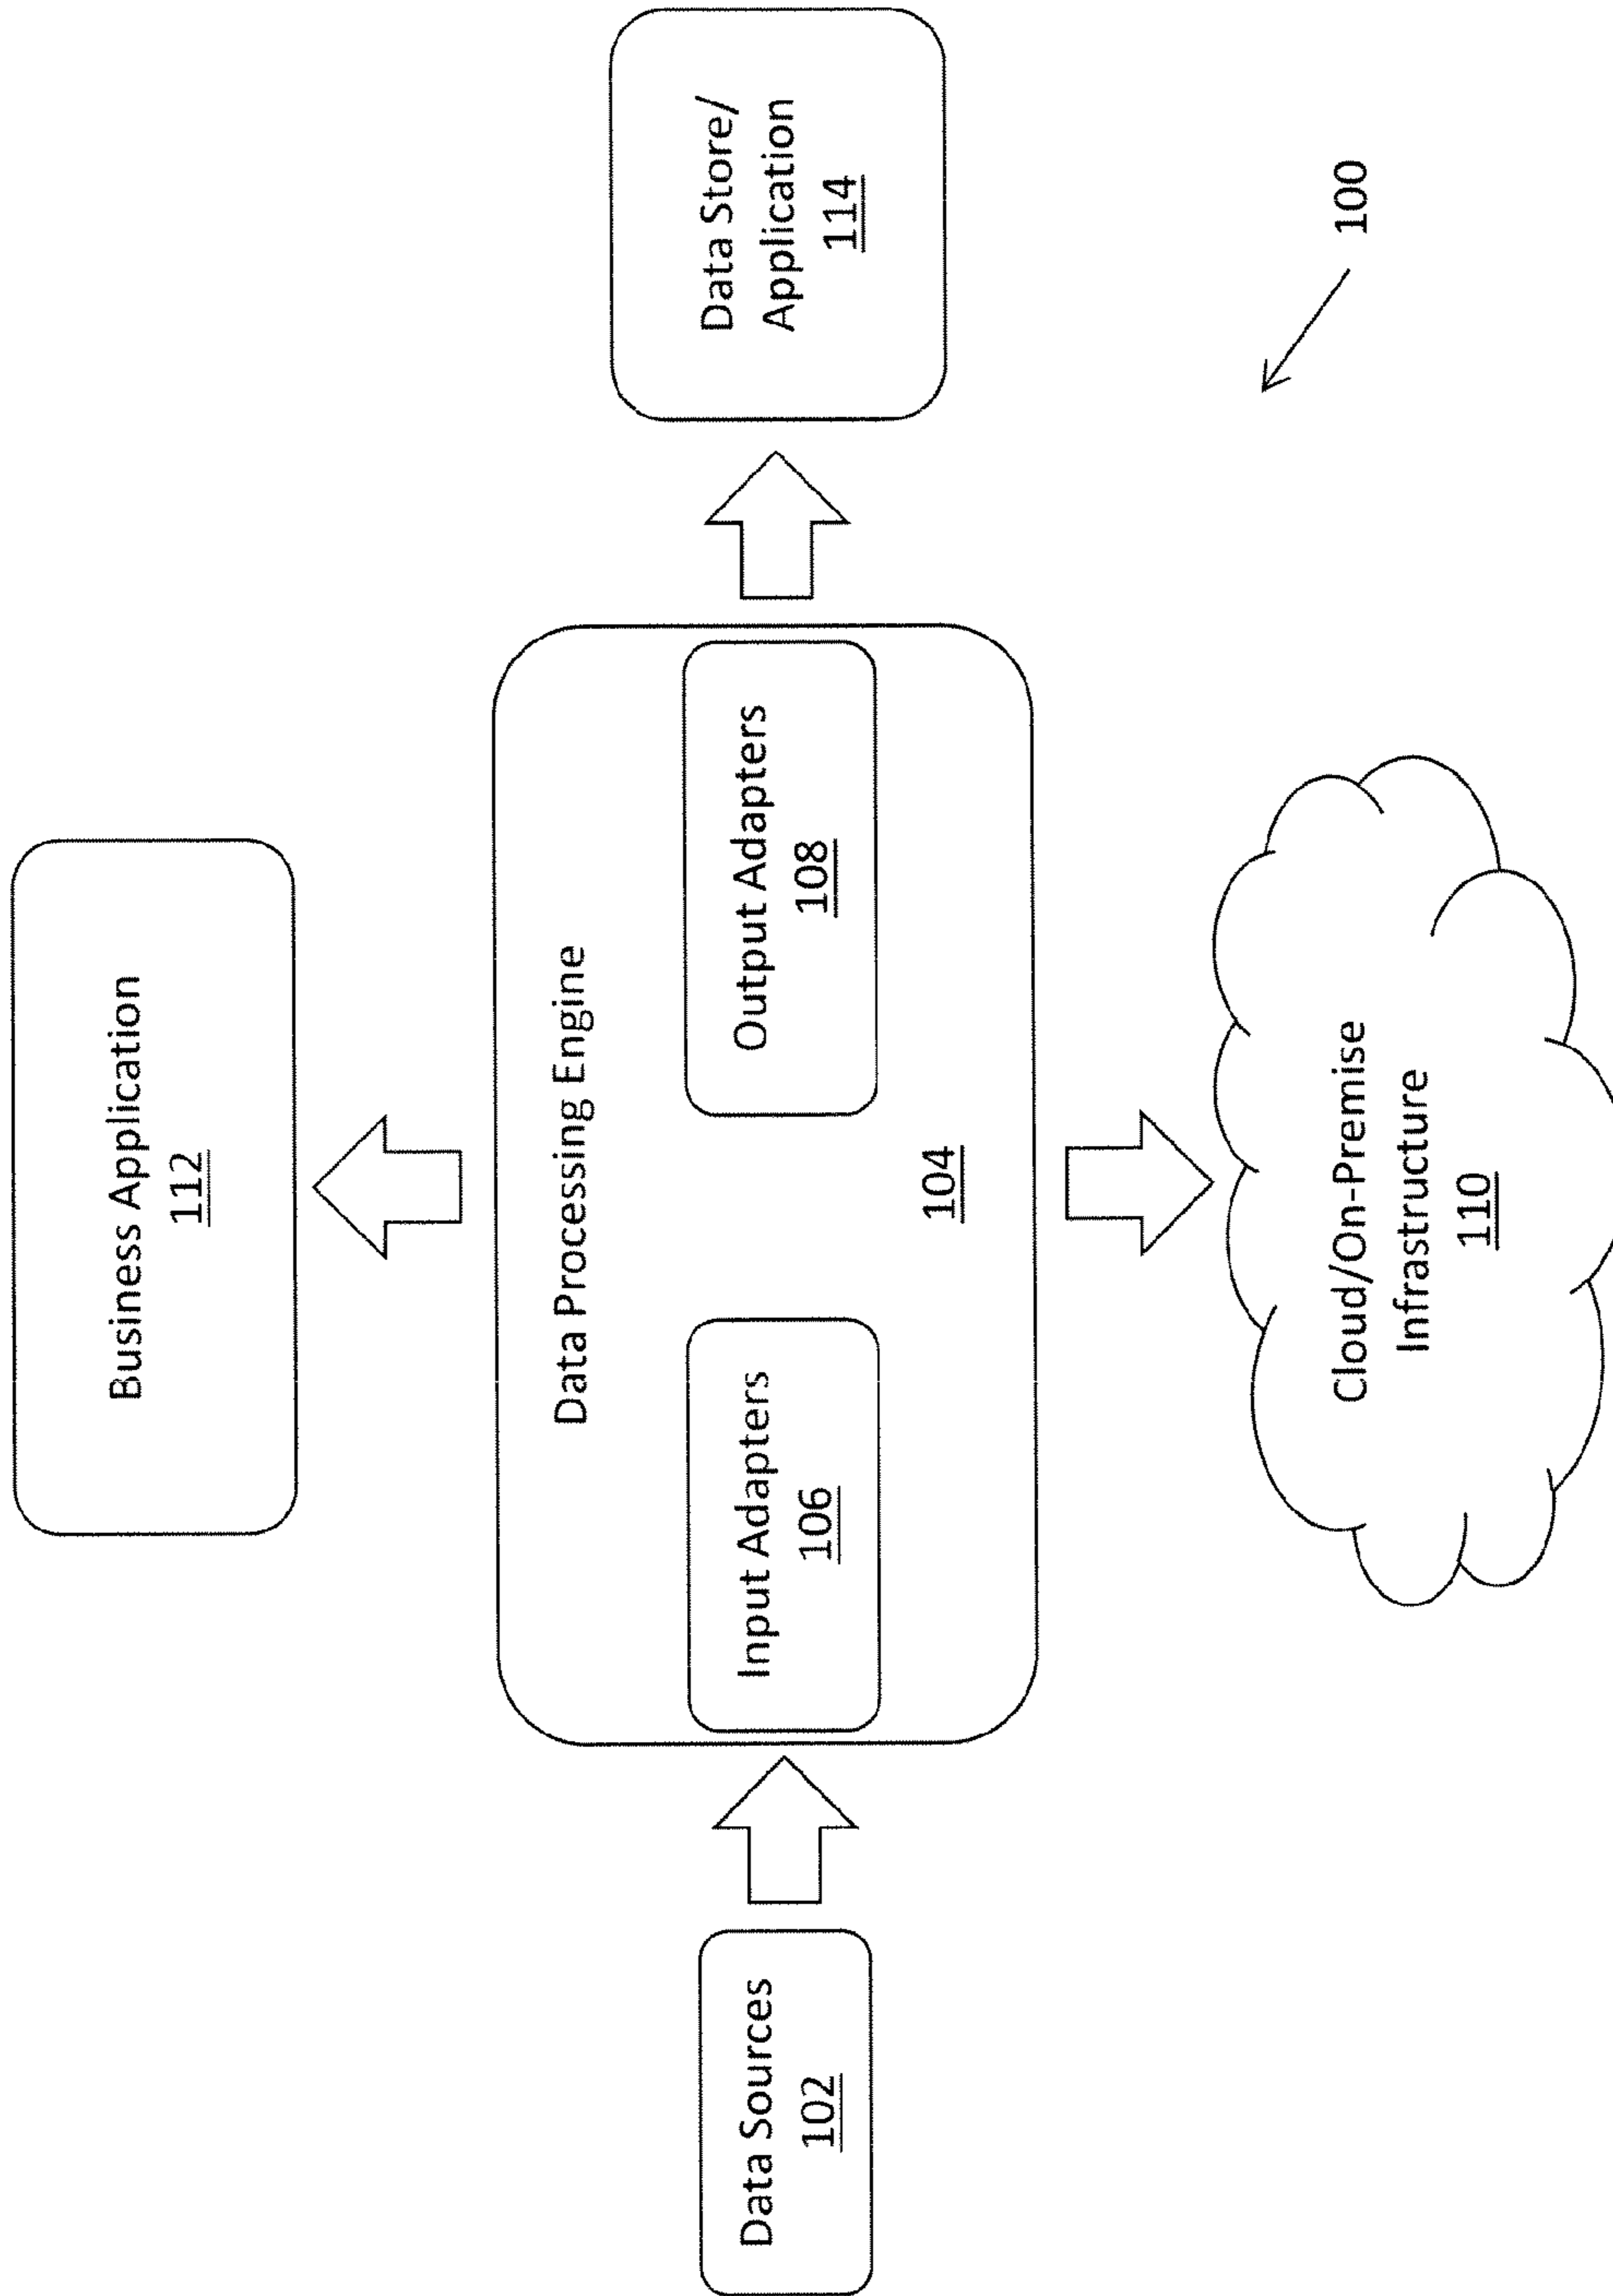 Business Application
112
Data Processing Engine
Data Sources
102
Input Adapters
106
Output Adapters
108
Data Store/
Application
114
104
Cloud/On-Premise
Infrastructure
110
100